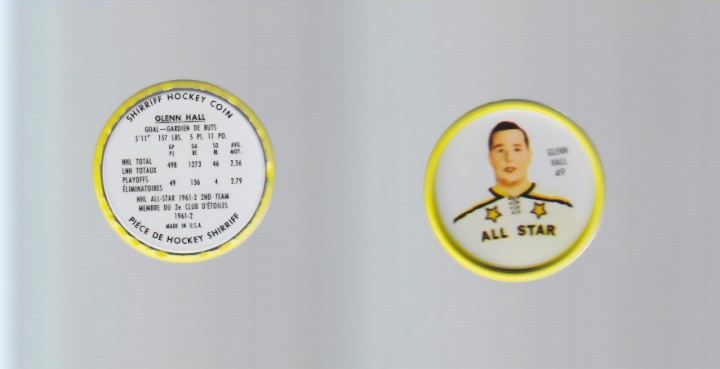 SHIRRIFF HOCKEY COIN
GLENN HALL
GOAL—GARDIEN DE BUTS
5'11" 157 LBS. 5 PI. 11 PO.
GP GA SO AVG.
PJ BC BL MOY.
NHL TOTAL
LNH TOTAUX 498 1273 46 2.56
PLAYOFFS
ÉLIMINATOIRES 49 136 4 2.79
NHL ALL-STAR 1961-2 2ND TEAM
MEMBRE DU 2e CLUB D'ÉTOILES
1961-2
MADE IN U.S.A.
PIÈCE DE HOCKEY SHIRRIFF
GLENN
HALL
49
ALL STAR